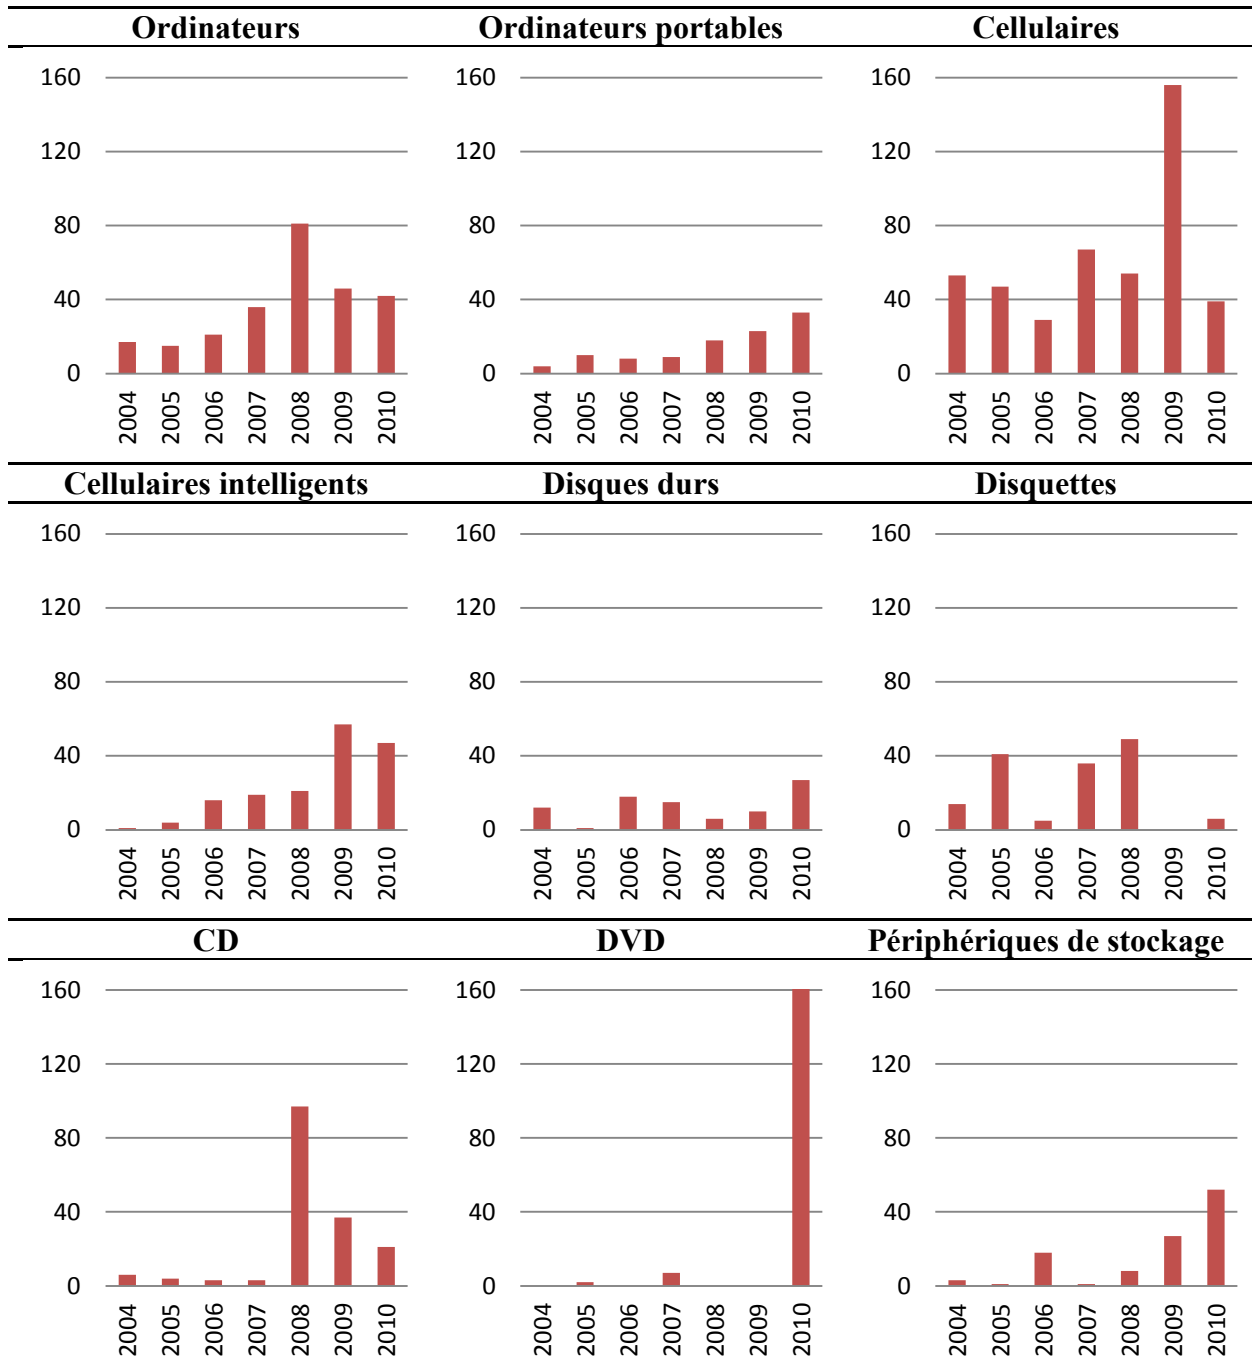 Ordinateurs Ordinateurs portables Cellulaires
160 160 160
120 120 120
80 80 80
40 40 40
0 0 0
2004 2005 2006 2007 2008 2009 2010 2004 2005 2006 2007 2008 2009 2010 2004 2005 2006 2007 2008 2009 2010
Cellulaires intelligents Disques durs Disquettes
160 160 160
120 120 120
80 80 80
40 40 40
0 0 0
2004 2005 2006 2007 2008 2009 2010 2004 2005 2006 2007 2008 2009 2010 2004 2005 2006 2007 2008 2009 2010
CD DVD Périphériques de stockage
160 160 160
120 120 120
80 80 80
40 40 40
0 0 0
2004 2005 2006 2007 2008 2009 2010 2004 2005 2006 2007 2008 2009 2010 2004 2005 2006 2007 2008 2009 2010